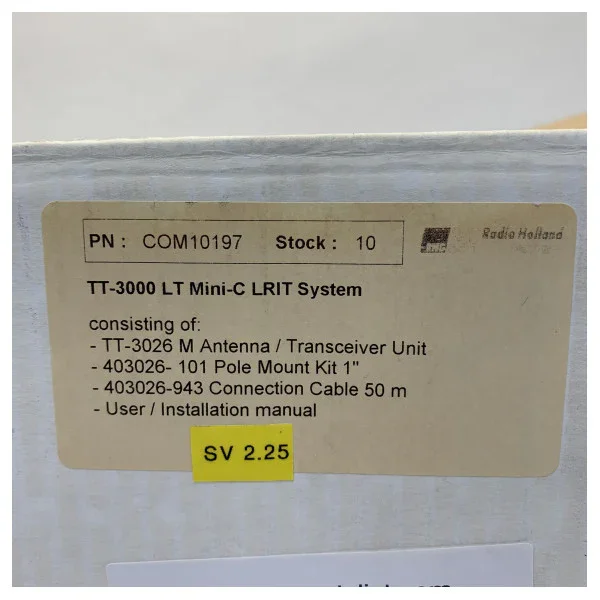 PN : COM10197 Stock : 10
Radio Holland
TT-3000 LT Mini-C LRIT System
consisting of:
- TT-3026 M Antenna / Transceiver Unit
- 403026- 101 Pole Mount Kit 1"
- 403026-943 Connection Cable 50 m
- User / Installation manual
SV 2.25